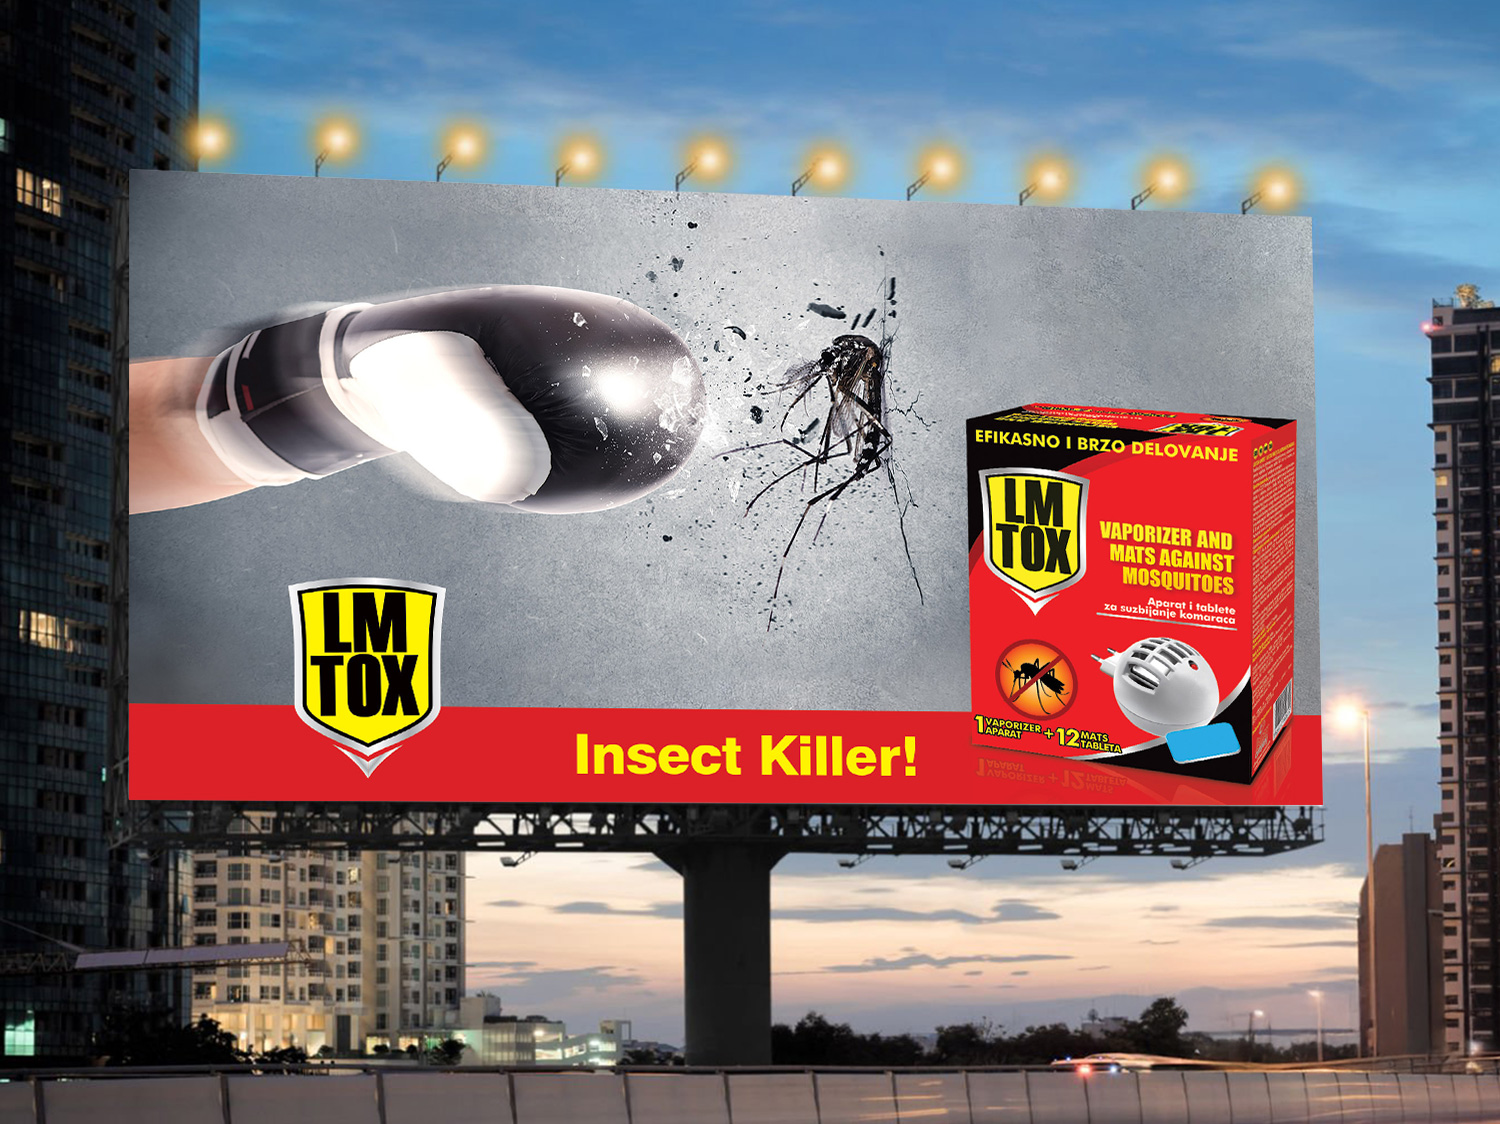 EFIKASNO I BRZO DELOVANJE
LM
TOX
VAPORIZER AND
MATS AGAINST
MOSQUITOES
Aparat i tablete
za suzbijanje komaraca
1 VAPORIZER + 12 MATS
APARAT TABLETA
LM
TOX
Insect Killer!